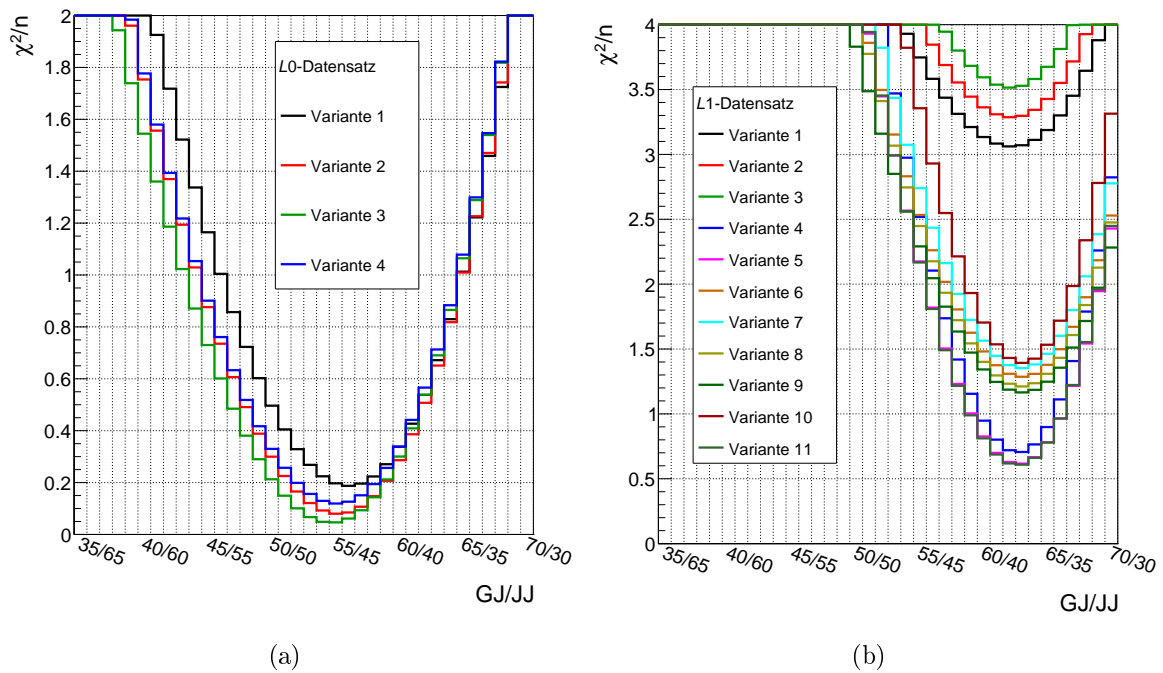 χ²/n
2
1.8
1.6
1.4
1.2
1
0.8
0.6
0.4
0.2
0
L0-Datensatz
Variante 1
Variante 2
Variante 3
Variante 4
35/65 40/60 45/55 50/50 55/45 60/40 65/35 70/30
GJ/JJ
(a)
χ²/n
4
3.5
3
2.5
2
1.5
1
0.5
0
L1-Datensatz
Variante 1
Variante 2
Variante 3
Variante 4
Variante 5
Variante 6
Variante 7
Variante 8
Variante 9
Variante 10
Variante 11
35/65 40/60 45/55 50/50 55/45 60/40 65/35 70/30
GJ/JJ
(b)